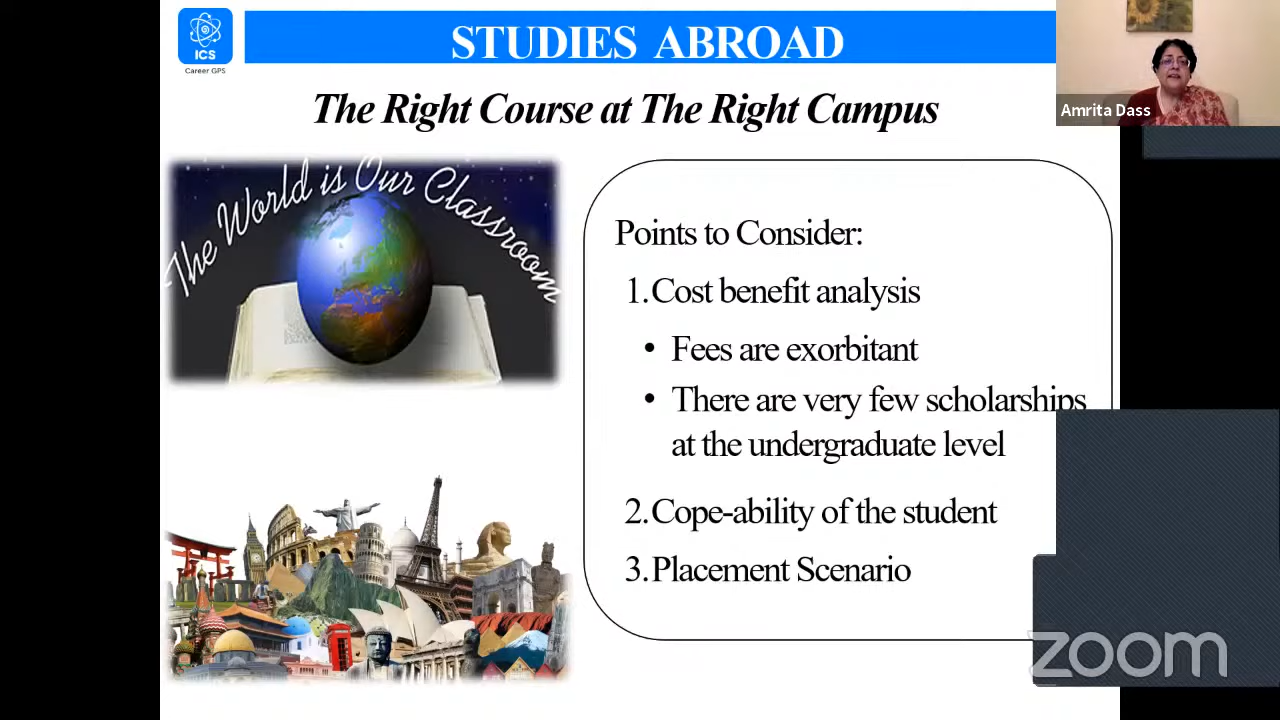 ICS
Career GPS
STUDIES ABROAD
Amrita Dass
The Right Course at The Right Campus
The World is Our Classroom
Points to Consider:
1.Cost benefit analysis
• Fees are exorbitant
• There are very few scholarships
at the undergraduate level
2.Cope-ability of the student
3.Placement Scenario
zoom